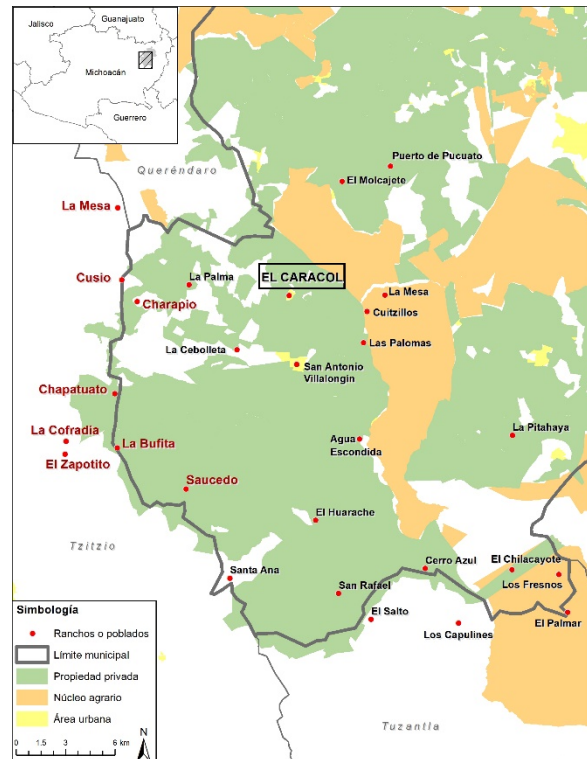 Jalisco
Guanajuato
Michoacán
Guerrero
Queréndaro
Puerto de Pucuato
El Molcajete
La Mesa
Cusio
La Palma
EL CARACOL
La Mesa
Charapio
Cuitzillos
La Cebolleta
Las Palomas
San Antonio
Villalongin
Chapatuato
La Cofradia
La Bufita
Agua
Escondida
La Pitahaya
El Zapotito
Saucedo
El Huarache
Tzitzio
Santa Ana
San Rafael
Cerro Azul
El Chilacayote
Los Fresnos
El Salto
Los Capulines
El Palmar
Tuzantla
Simbología
Ranchos o poblados
Límite municipal
Propiedad privada
Núcleo agrario
Área urbana
N
0 1.5 3 6 km